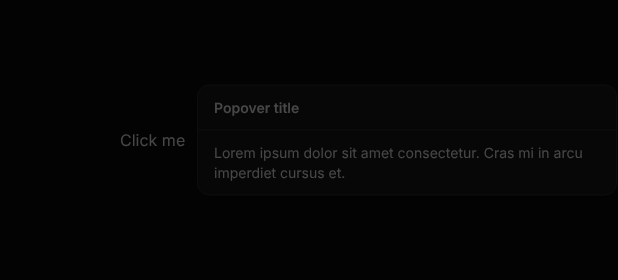 Popover title
Click me
Lorem ipsum dolor sit amet consectetur. Cras mi in arcu
imperdiet cursus et.